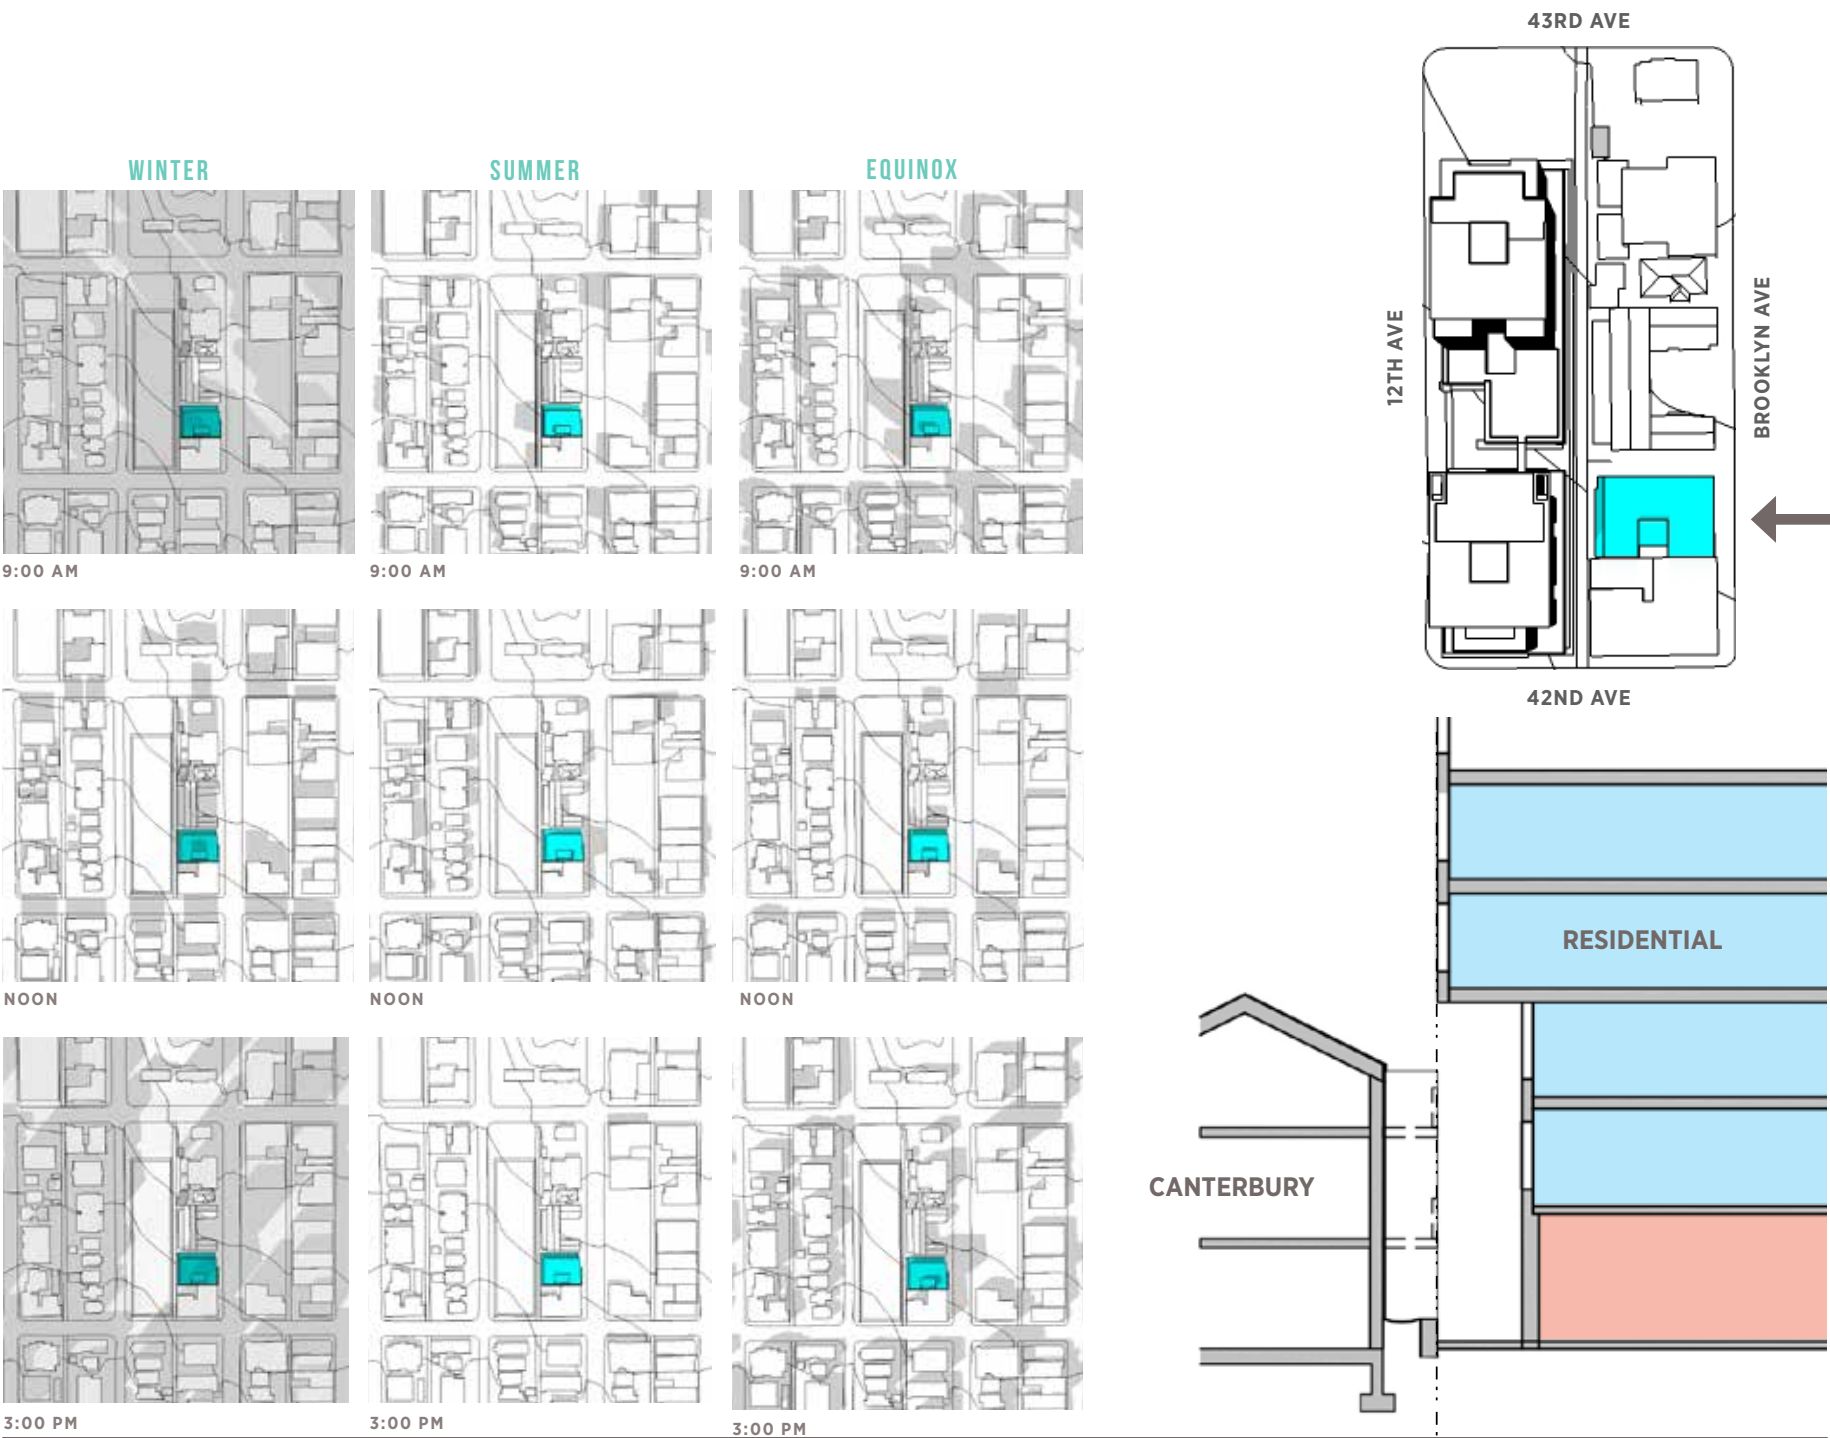 WINTER
SUMMER
EQUINOX
9:00 AM
9:00 AM
9:00 AM
NOON
NOON
NOON
3:00 PM
3:00 PM
3:00 PM
43RD AVE
12TH AVE
BROOKLYN AVE
42ND AVE
RESIDENTIAL
CANTERBURY